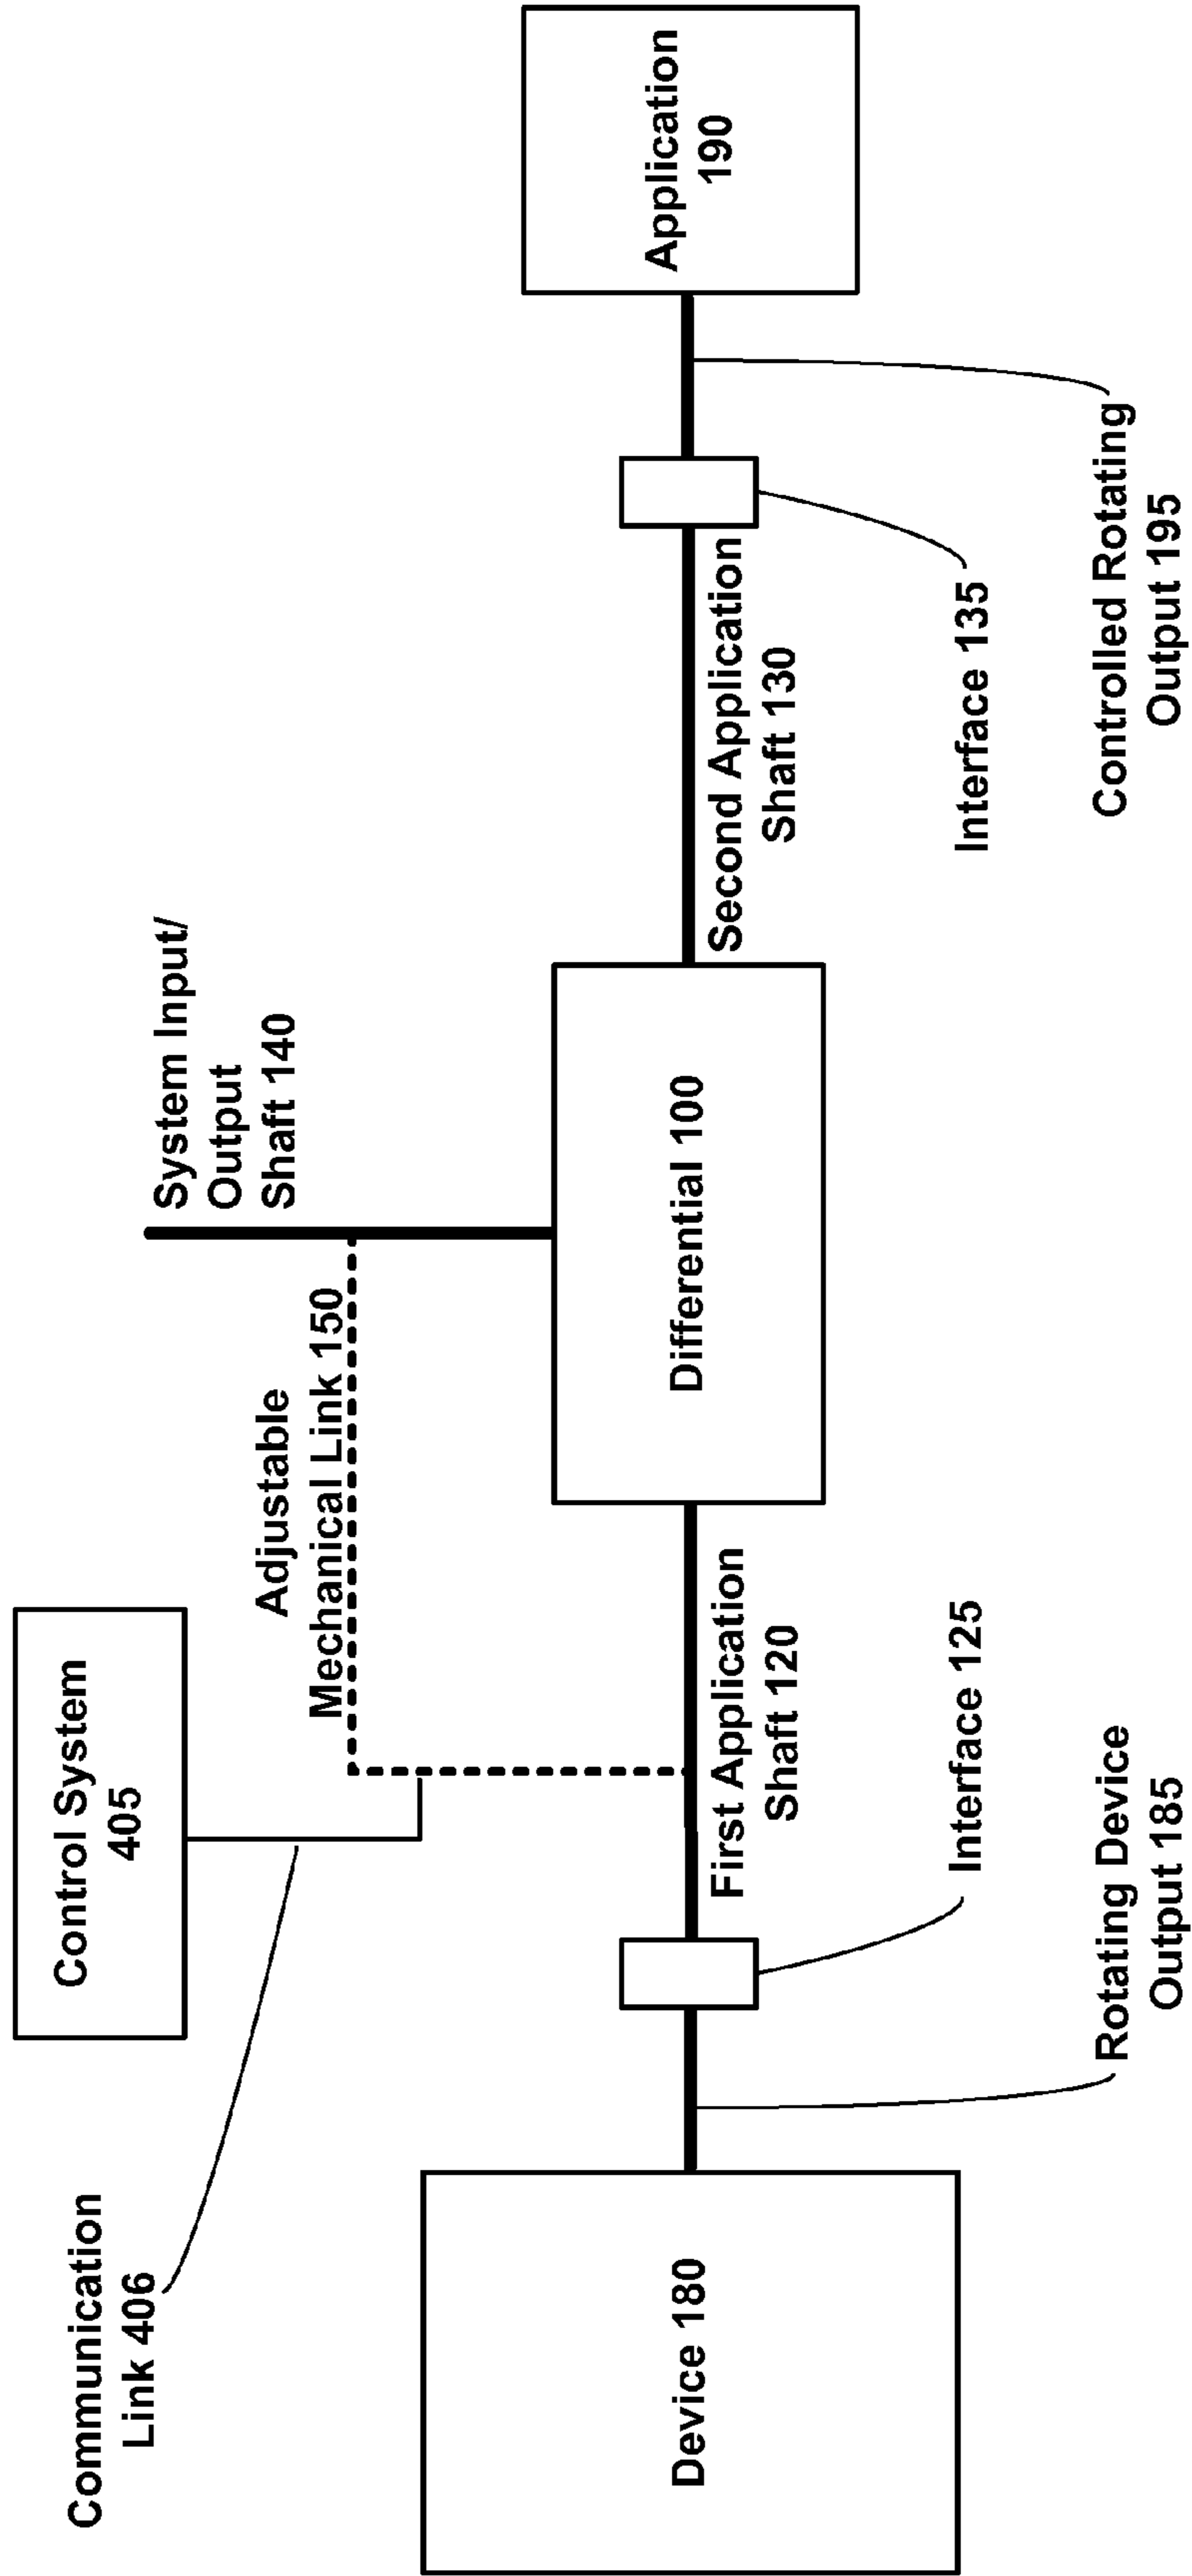 Communication
Link 406
Control System
405
Adjustable
Mechanical Link 150
System Input/
Output
Shaft 140
Device 180
First Application
Shaft 120
Differential 100
Second Application
Shaft 130
Application
190
Interface 125
Rotating Device
Output 185
Interface 135
Controlled Rotating
Output 195